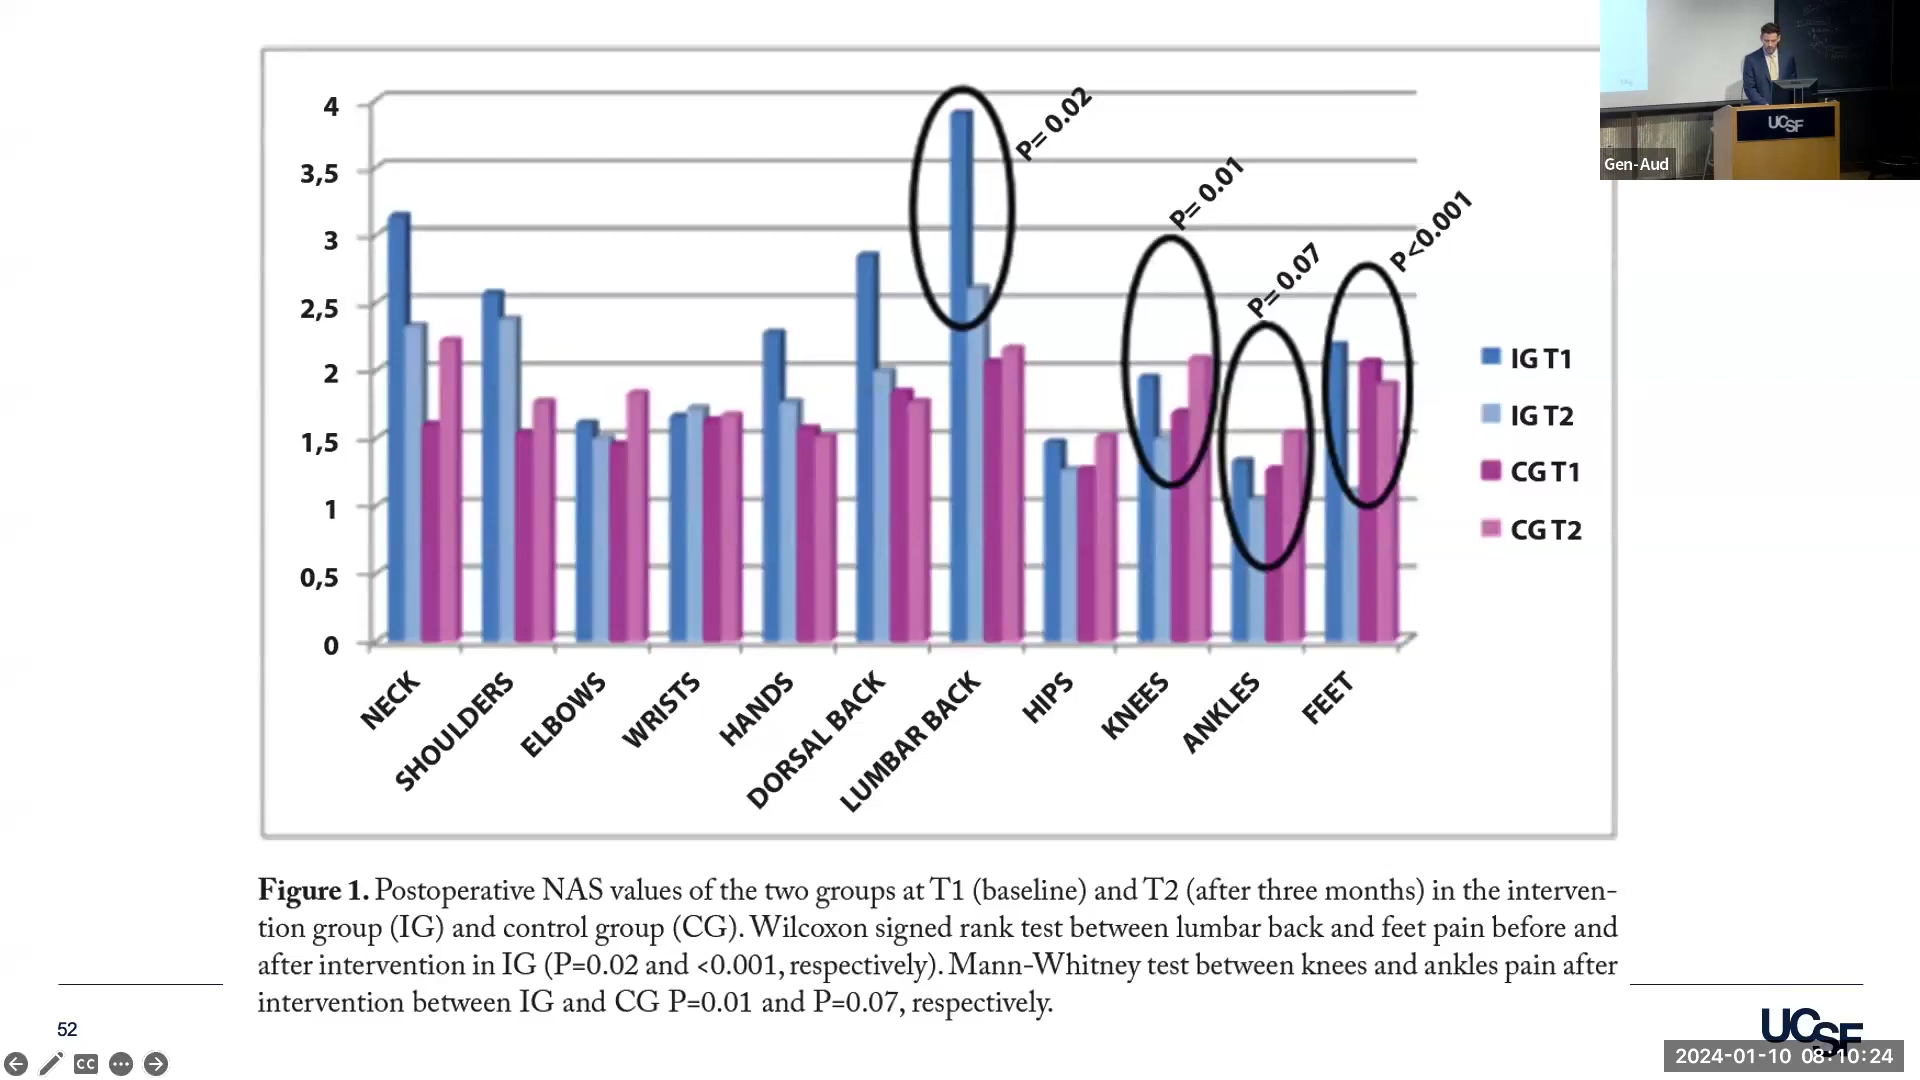 4
3,5
3
2,5
2
1,5
1
0,5
0
P= 0.02
P= 0.01
P= 0.07
P<0.001
NECK
SHOULDERS
ELBOWS
WRISTS
HANDS
DORSAL BACK
LUMBAR BACK
HIPS
KNEES
ANKLES
FEET
IG T1
IG T2
CG T1
CG T2
UCSF
Gen-Aud
Figure 1. Postoperative NAS values of the two groups at T1 (baseline) and T2 (after three months) in the interven-
tion group (IG) and control group (CG). Wilcoxon signed rank test between lumbar back and feet pain before and
after intervention in IG (P=0.02 and <0.001, respectively). Mann-Whitney test between knees and ankles pain after
intervention between IG and CG P=0.01 and P=0.07, respectively.
52
CC
UCSF
2024-01-10 08:10:24